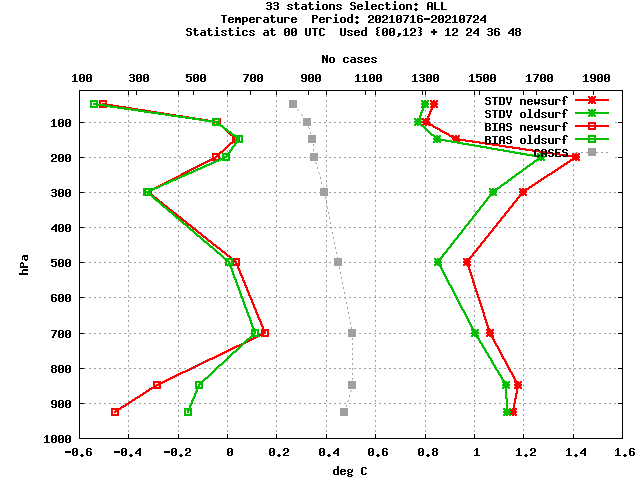 33 stations Selection: ALL
Temperature  Period: 20210716-20210724
Statistics at 00 UTC  Used {00,12} + 12 24 36 48
No cases
100 300 500 700 900 1100 1300 1500 1700 1900
STDV newsurf
STDV oldsurf
BIAS newsurf
BIAS oldsurf
CASES
100
200
300
400
500
600
700
800
900
1000
hPa
-0.6 -0.4 -0.2 0 0.2 0.4 0.6 0.8 1 1.2 1.4 1.6
deg C